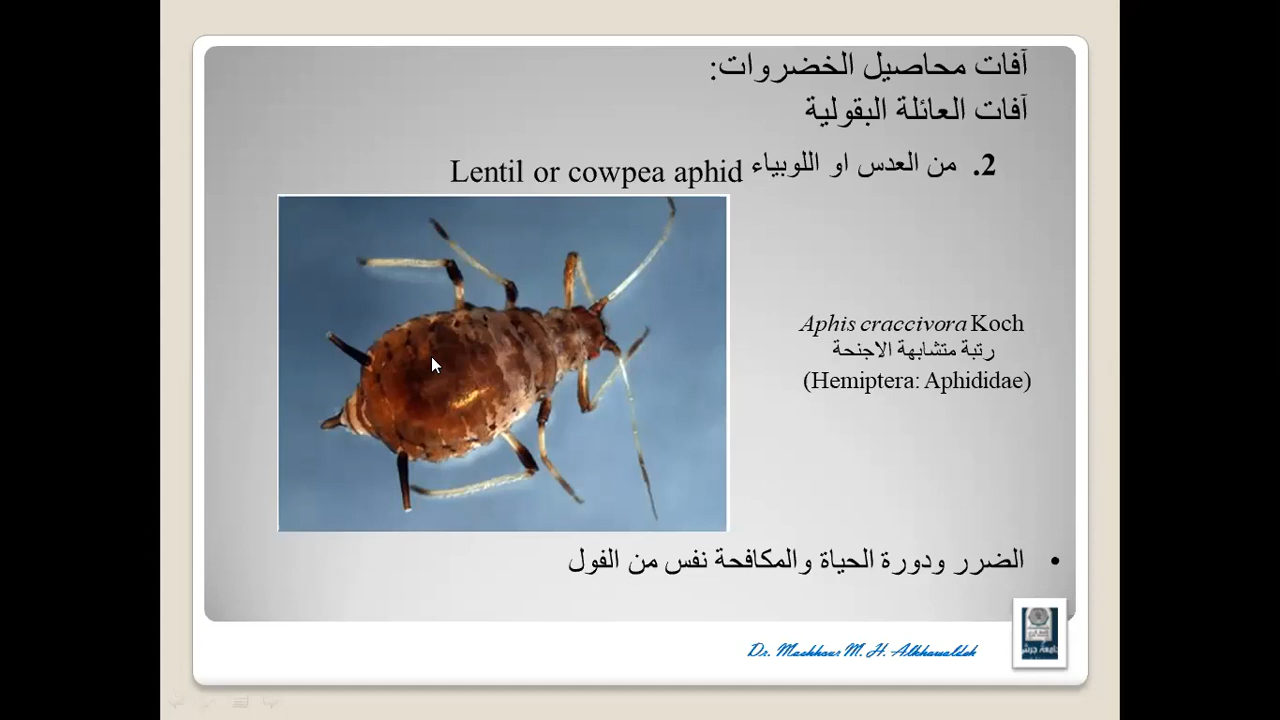 آفات محاصيل الخضروات:
آفات العائلة البقولية
2. من العدس او اللوبياء Lentil or cowpea aphid
Aphis craccivora Koch
رتبة متشابهة الاجنحة
(Hemiptera: Aphididae)
• الضرر ودورة الحياة والمكافحة نفس من الفول
Dr. Mashhour M. H. Alkhawaldeh